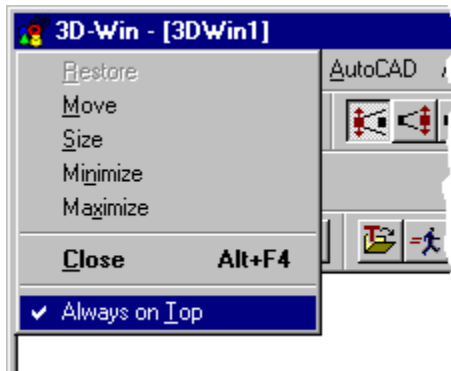 3D-Win - [3DWin1]
Restore
AutoCAD
Move
Size
Minimize
Maximize
Close Alt+F4
Always on Top